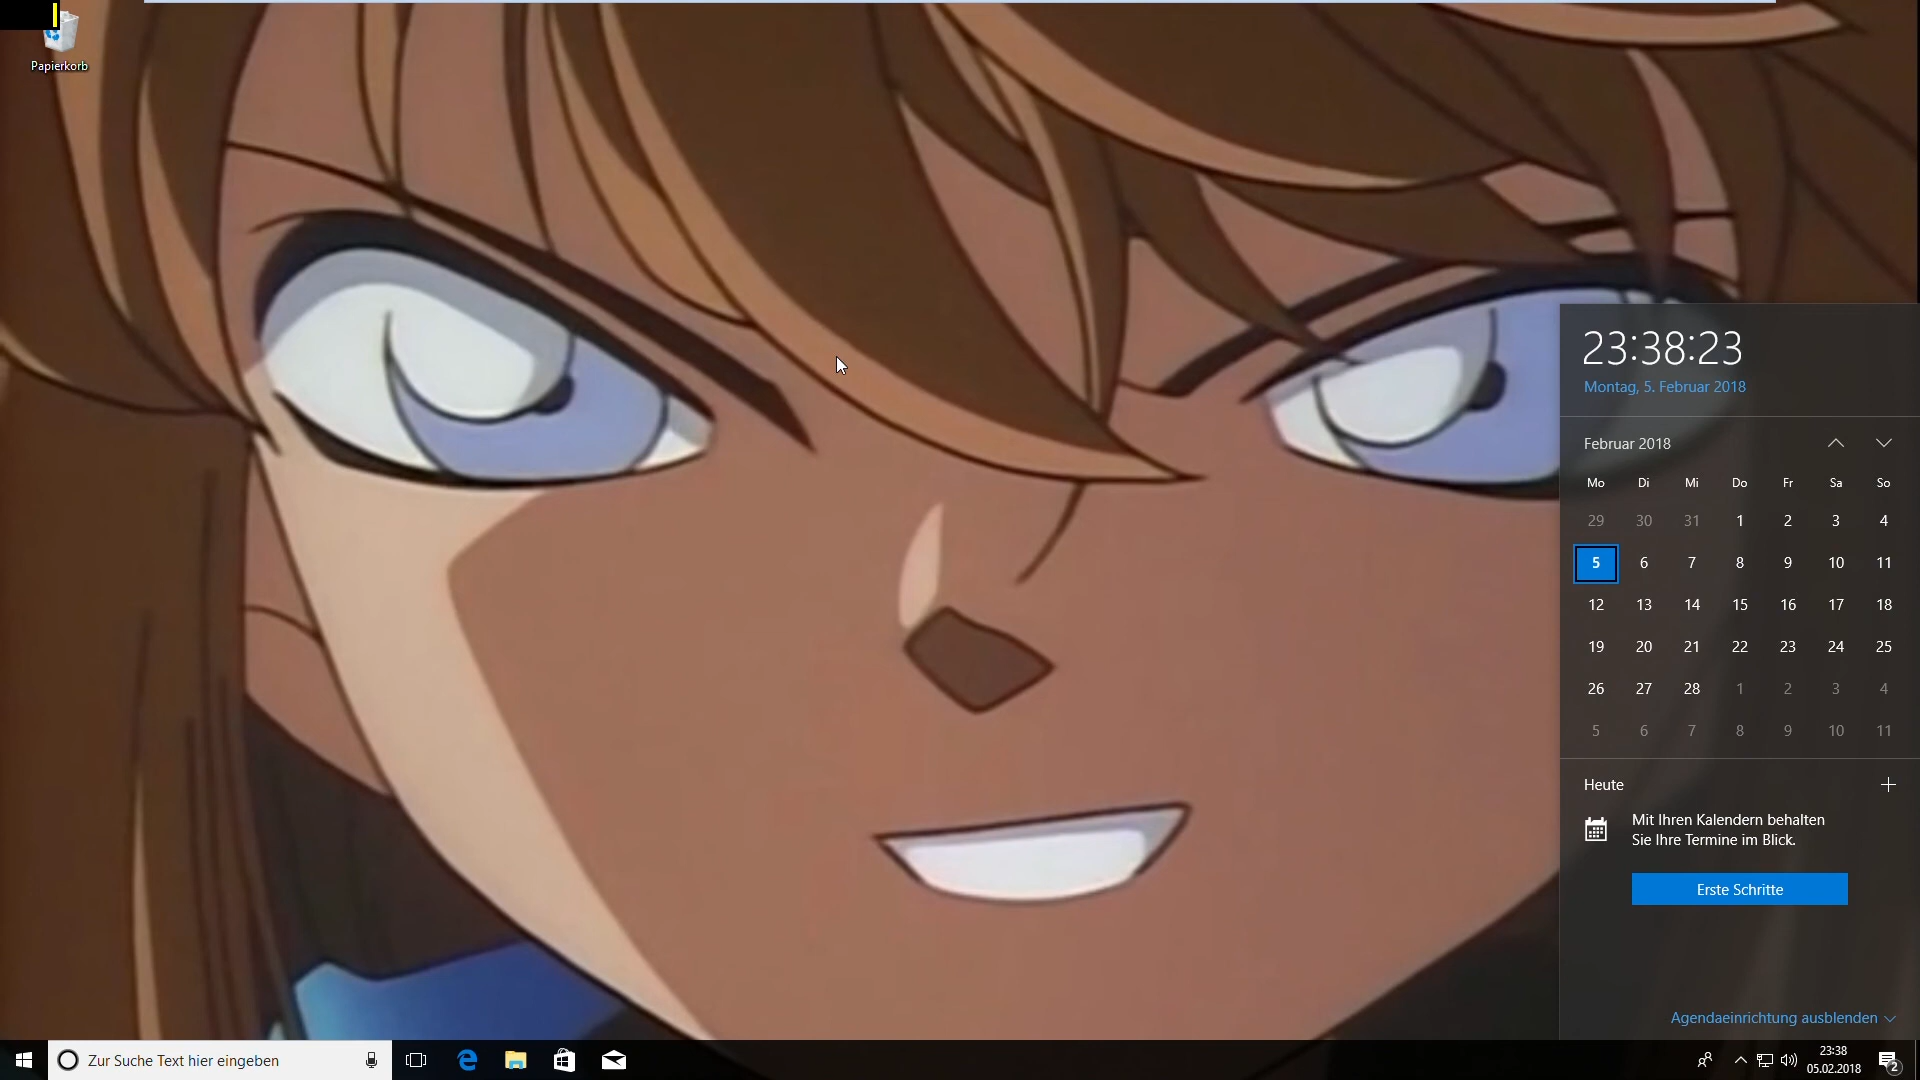 Papierkorb
23:38:23
Montag, 5. Februar 2018
Februar 2018
Mo Di Mi Do Fr Sa So
29 30 31 1 2 3 4
5 6 7 8 9 10 11
12 13 14 15 16 17 18
19 20 21 22 23 24 25
26 27 28 1 2 3 4
5 6 7 8 9 10 11
Heute
Mit Ihren Kalendern behalten
Sie Ihre Termine im Blick.
Erste Schritte
Agendaeinrichtung ausblenden
Zur Suche Text hier eingeben
23:38
05.02.2018
2